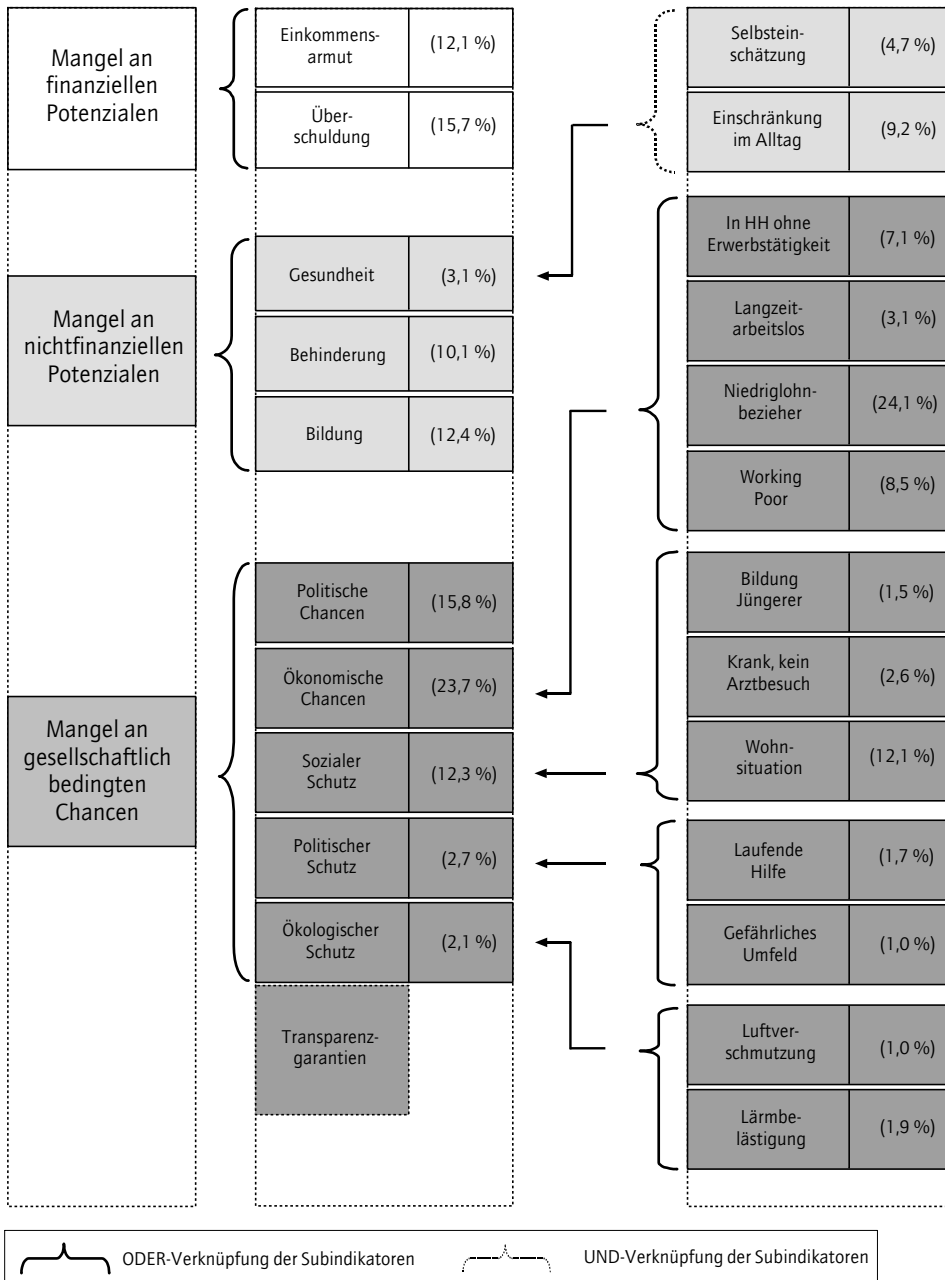 Mangel an
finanziellen
Potenzialen
Einkommens-
armut
(12,1 %)
Über-
schuldung
(15,7 %)
Selbstein-
schätzung
(4,7 %)
Einschränkung
im Alltag
(9,2 %)
Mangel an
nichtfinanziellen
Potenzialen
Gesundheit
(3,1 %)
Behinderung
(10,1 %)
Bildung
(12,4 %)
In HH ohne
Erwerbstätigkeit
(7,1 %)
Langzeit-
arbeitslos
(3,1 %)
Niedriglohn-
bezieher
(24,1 %)
Working
Poor
(8,5 %)
Mangel an
gesellschaftlich
bedingten
Chancen
Politische
Chancen
(15,8 %)
Ökonomische
Chancen
(23,7 %)
Sozialer
Schutz
(12,3 %)
Politischer
Schutz
(2,7 %)
Ökologischer
Schutz
(2,1 %)
Transparenz-
garantien
Bildung
Jüngerer
(1,5 %)
Krank, kein
Arztbesuch
(2,6 %)
Wohn-
situation
(12,1 %)
Laufende
Hilfe
(1,7 %)
Gefährliches
Umfeld
(1,0 %)
Luftver-
schmutzung
(1,0 %)
Lärmbe-
lästigung
(1,9 %)
ODER-Verknüpfung der Subindikatoren
UND-Verknüpfung der Subindikatoren